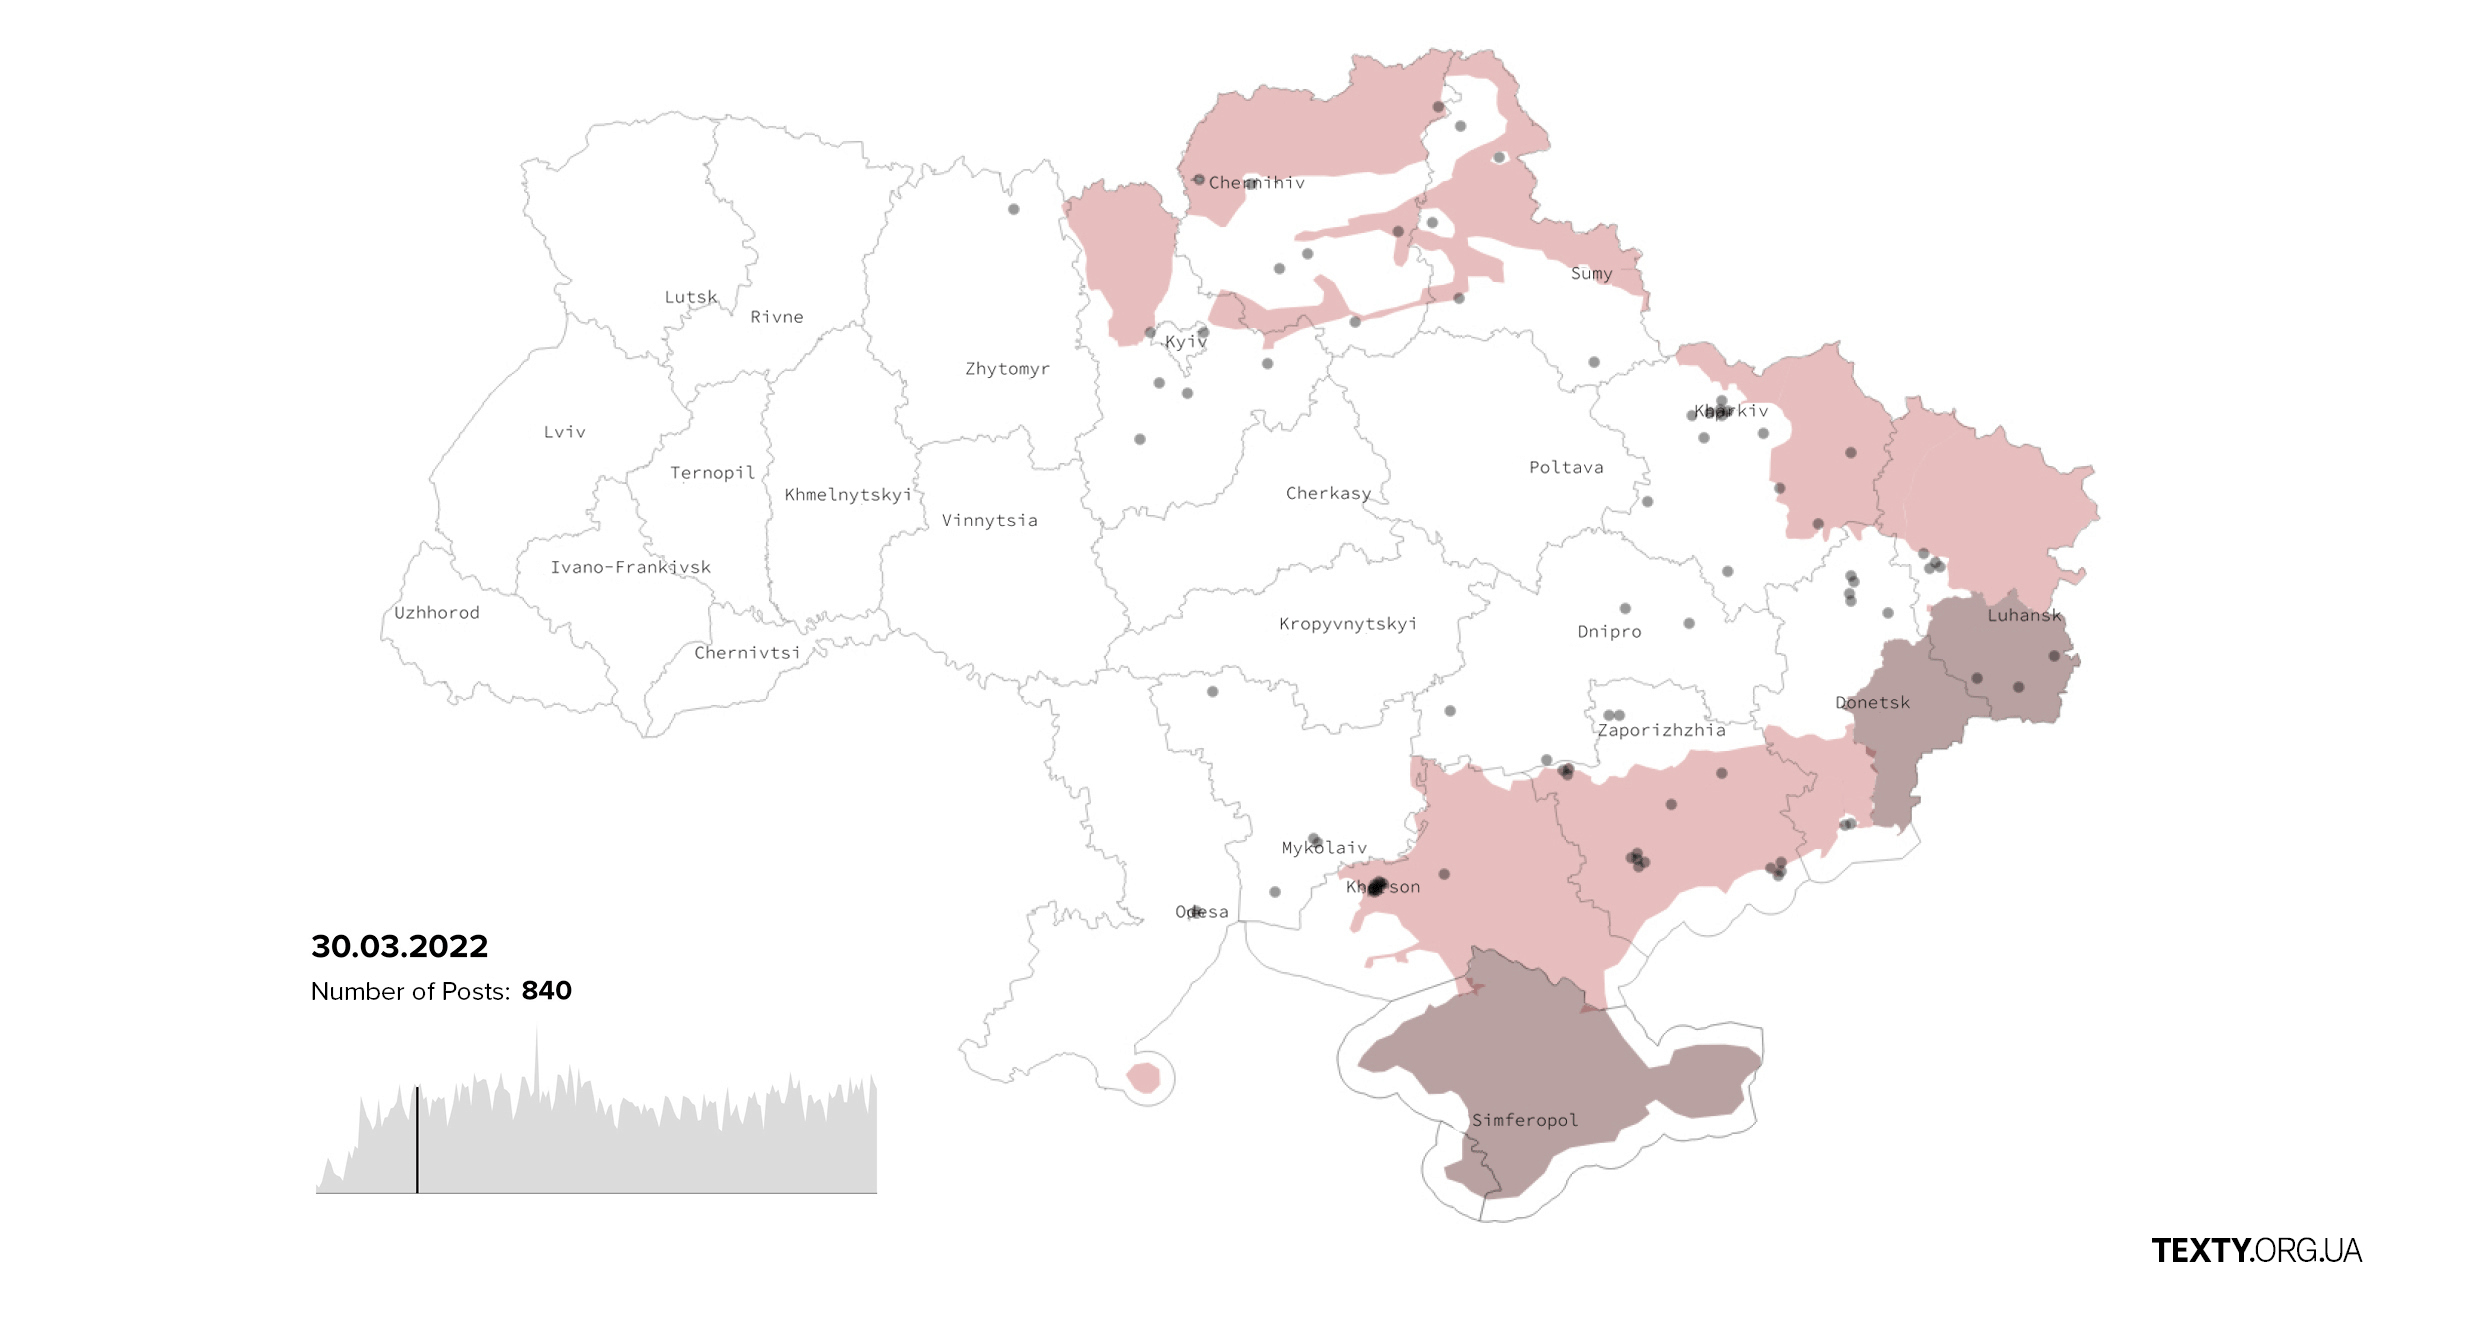 Chernihiv
Sumy
Lutsk
Rivne
Kyiv
Zhytomyr
Kharkiv
Lviv
Ternopil
Poltava
Khmelnytskyi
Cherkasy
Vinnytsia
Ivano-Frankivsk
Uzhhorod
Luhansk
Kropyvnytskyi
Dnipro
Chernivtsi
Donetsk
Zaporizhzhia
Mykolaiv
Kherson
Odesa
Simferopol
30.03.2022
Number of Posts: 840
TEXTY.ORG.UA